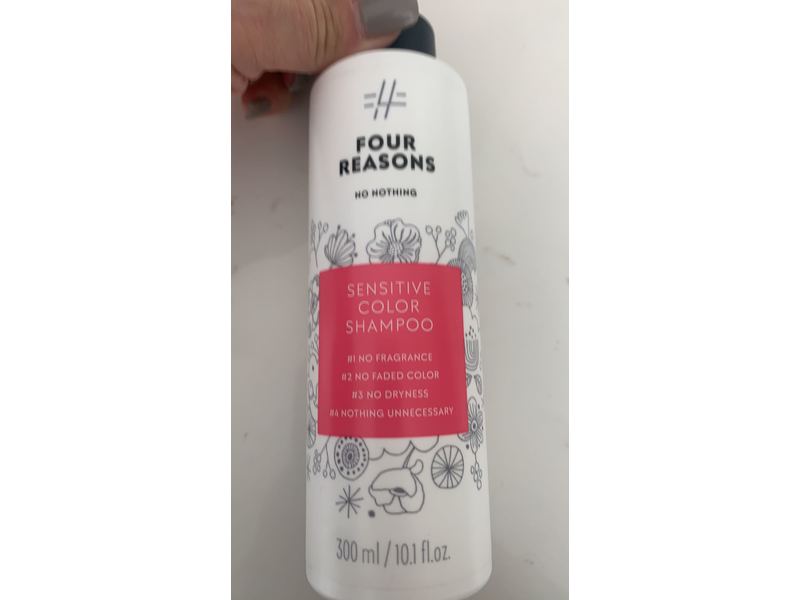 FOUR
REASONS
NO NOTHING
SENSITIVE
COLOR
SHAMPOO
#1 NO FRAGRANCE
#2 NO FADED COLOR
#3 NO DRYNESS
#4 NOTHING UNNECESSARY
300 ml / 10.1 fl.oz.